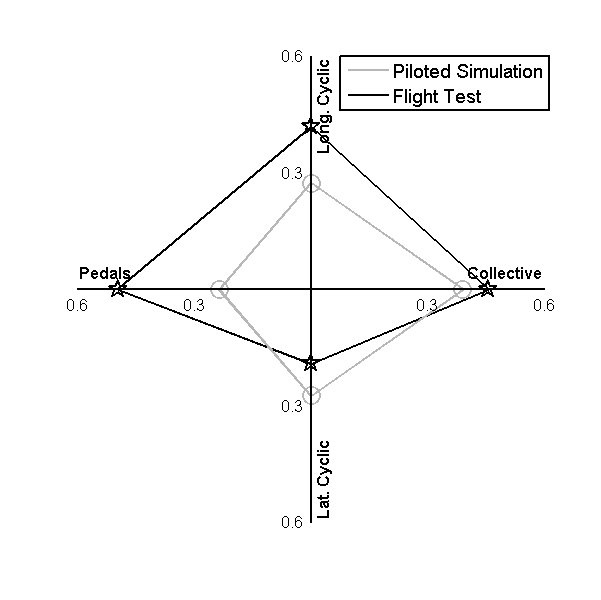 0.6
Long. Cyclic
Piloted Simulation
Flight Test
0.3
Pedals
Collective
0.6
0.3
0.3
0.6
0.3
Lat. Cyclic
0.6